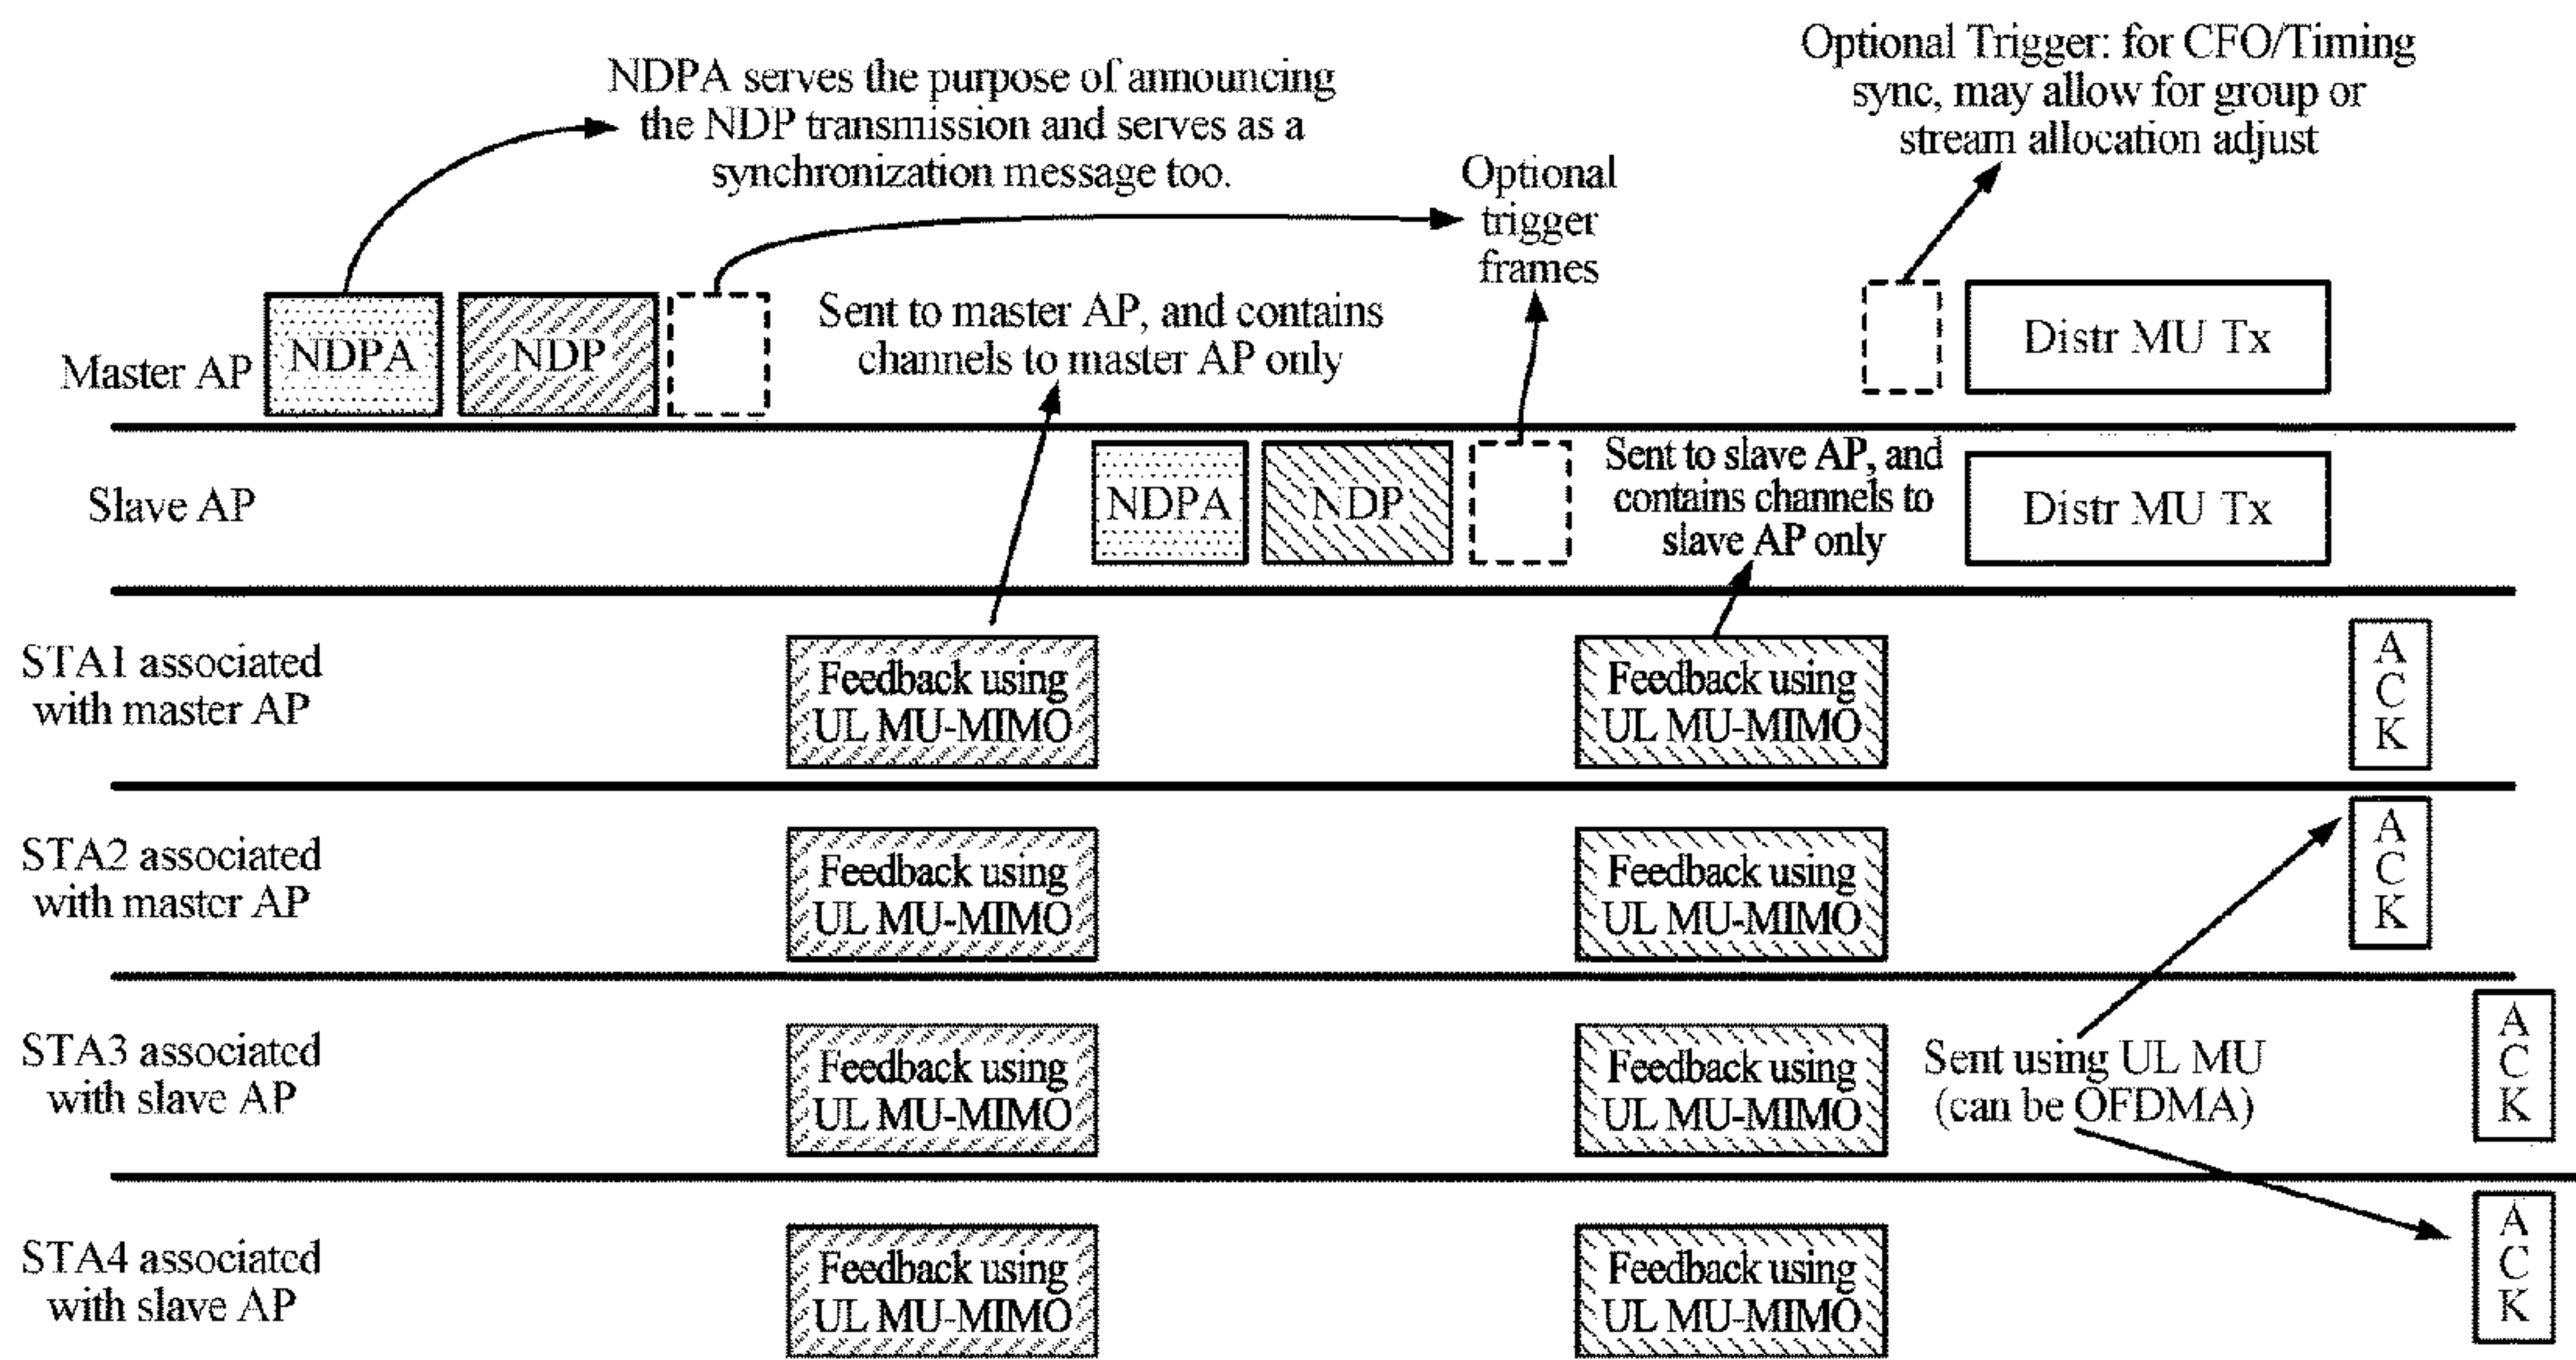 NDPA serves the purpose of announcing
the NDP transmission and serves as a
synchronization message too.
Optional Trigger: for CFO/Timing
sync, may allow for group or
stream allocation adjust
Optional
trigger
frames
Master AP
NDPA
NDP
Sent to master AP, and contains
channels to master AP only
Distr MU Tx
Slave AP
NDPA
NDP
Sent to slave AP, and
contains channels to
slave AP only
Distr MU Tx
STA1 associated
with master AP
Feedback using
UL MU-MIMO
Feedback using
UL MU-MIMO
A
C
K
STA2 associated
with master AP
Feedback using
UL MU-MIMO
Feedback using
UL MU-MIMO
A
C
K
STA3 associated
with slave AP
Feedback using
UL MU-MIMO
Feedback using
UL MU-MIMO
Sent using UL MU
(can be OFDMA)
A
C
K
STA4 associated
with slave AP
Feedback using
UL MU-MIMO
Feedback using
UL MU-MIMO
A
C
K